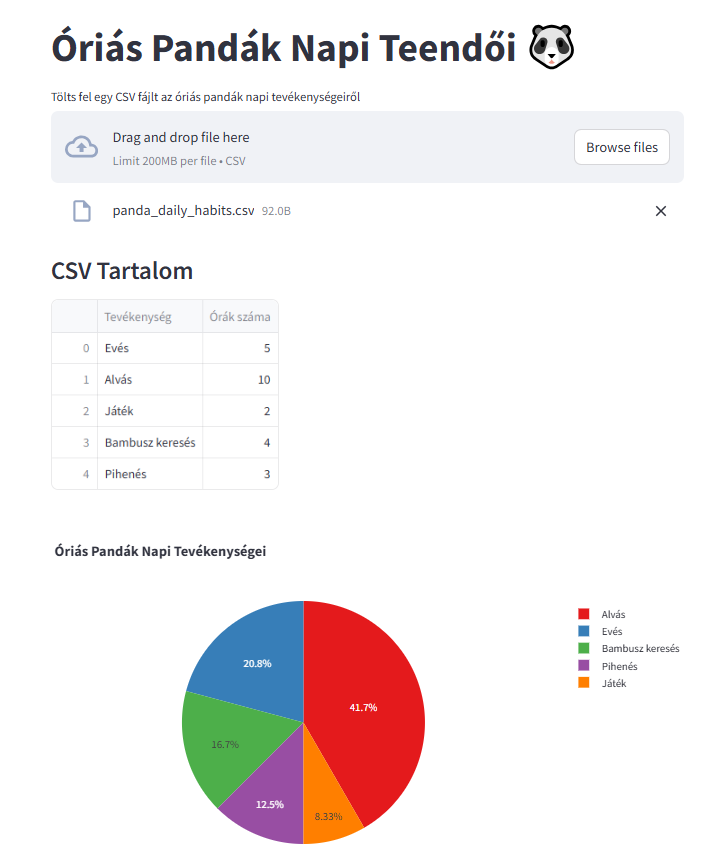 Óriás Pandák Napi Teendői
Tölts fel egy CSV fájlt az óriás pandák napi tevékenységeiről
Drag and drop file here
Limit 200MB per file • CSV
Browse files
panda_daily_habits.csv 92.0B
CSV Tartalom
Tevékenység Órák száma
0 Evés 5
1 Alvás 10
2 Játék 2
3 Bambusz keresés 4
4 Pihenés 3
Óriás Pandák Napi Tevékenységei
Alvás
Evés
Bambusz keresés
Pihenés
Játék
20.8%
41.7%
16.7%
12.5%
8.33%